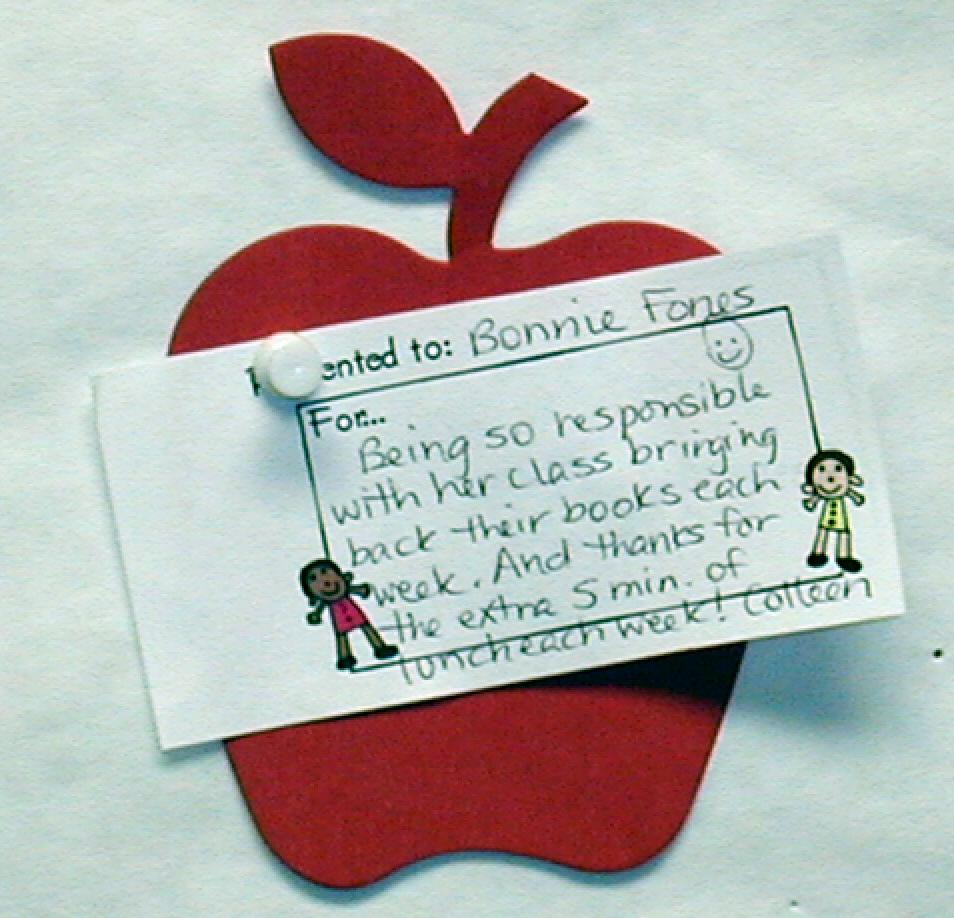 Presented to: Bonnie Fones
For...
Being so responsible
with her class bringing
back their books each
week. And thanks for
the extra 5 min. of
lunch each week! Colleen